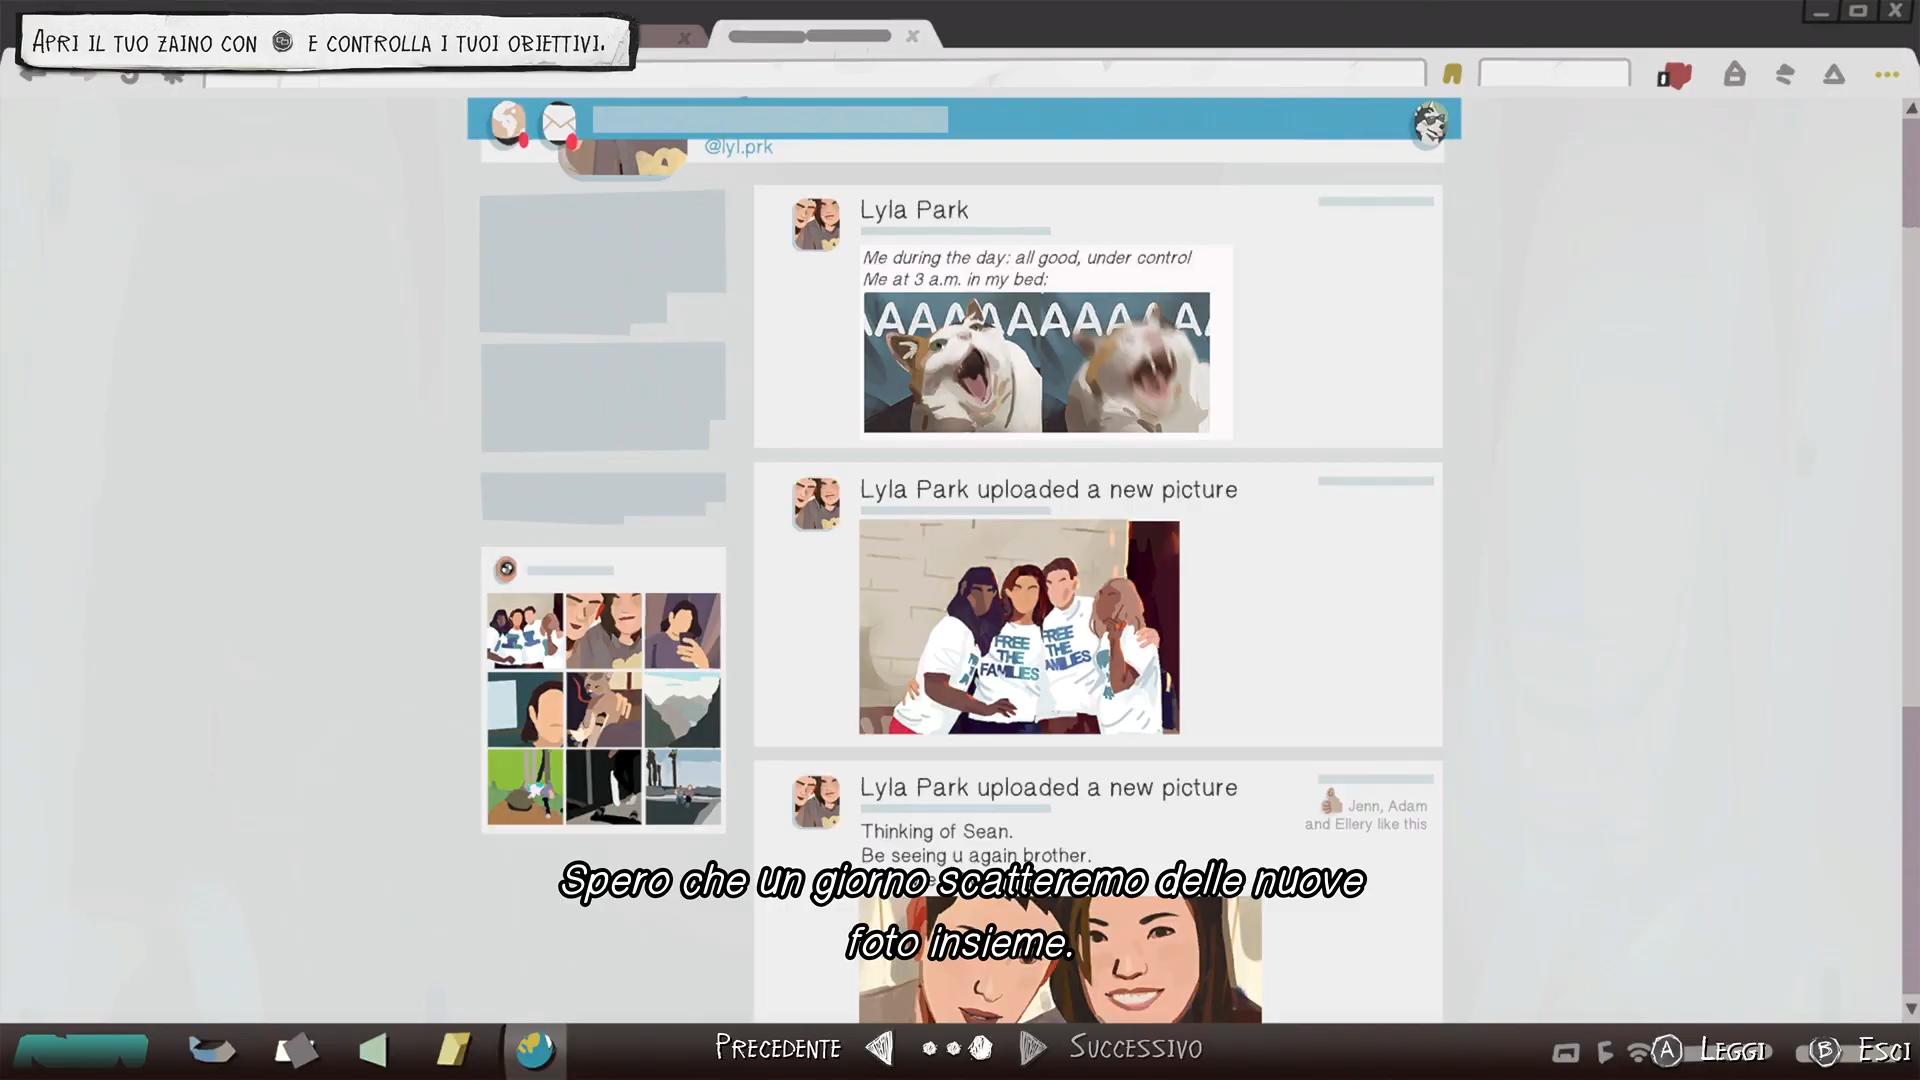 APRI IL TUO ZAINO CON E CONTROLLA I TUOI OBIETTIVI.
@lyl.prk
Lyla Park
Me during the day: all good, under control
Me at 3 a.m. in my bed:
AAAAAAAAAAA
Lyla Park uploaded a new picture
FREE THE FAMILIES
FREE THE FAMILIES
Lyla Park uploaded a new picture
Jenn, Adam
and Ellery like this
Thinking of Sean.
Be seeing u again brother.
Spero che un giorno scatteremo delle nuove
foto insieme.
PRECEDENTE
SUCCESSIVO
A LEGGI
B ESCI